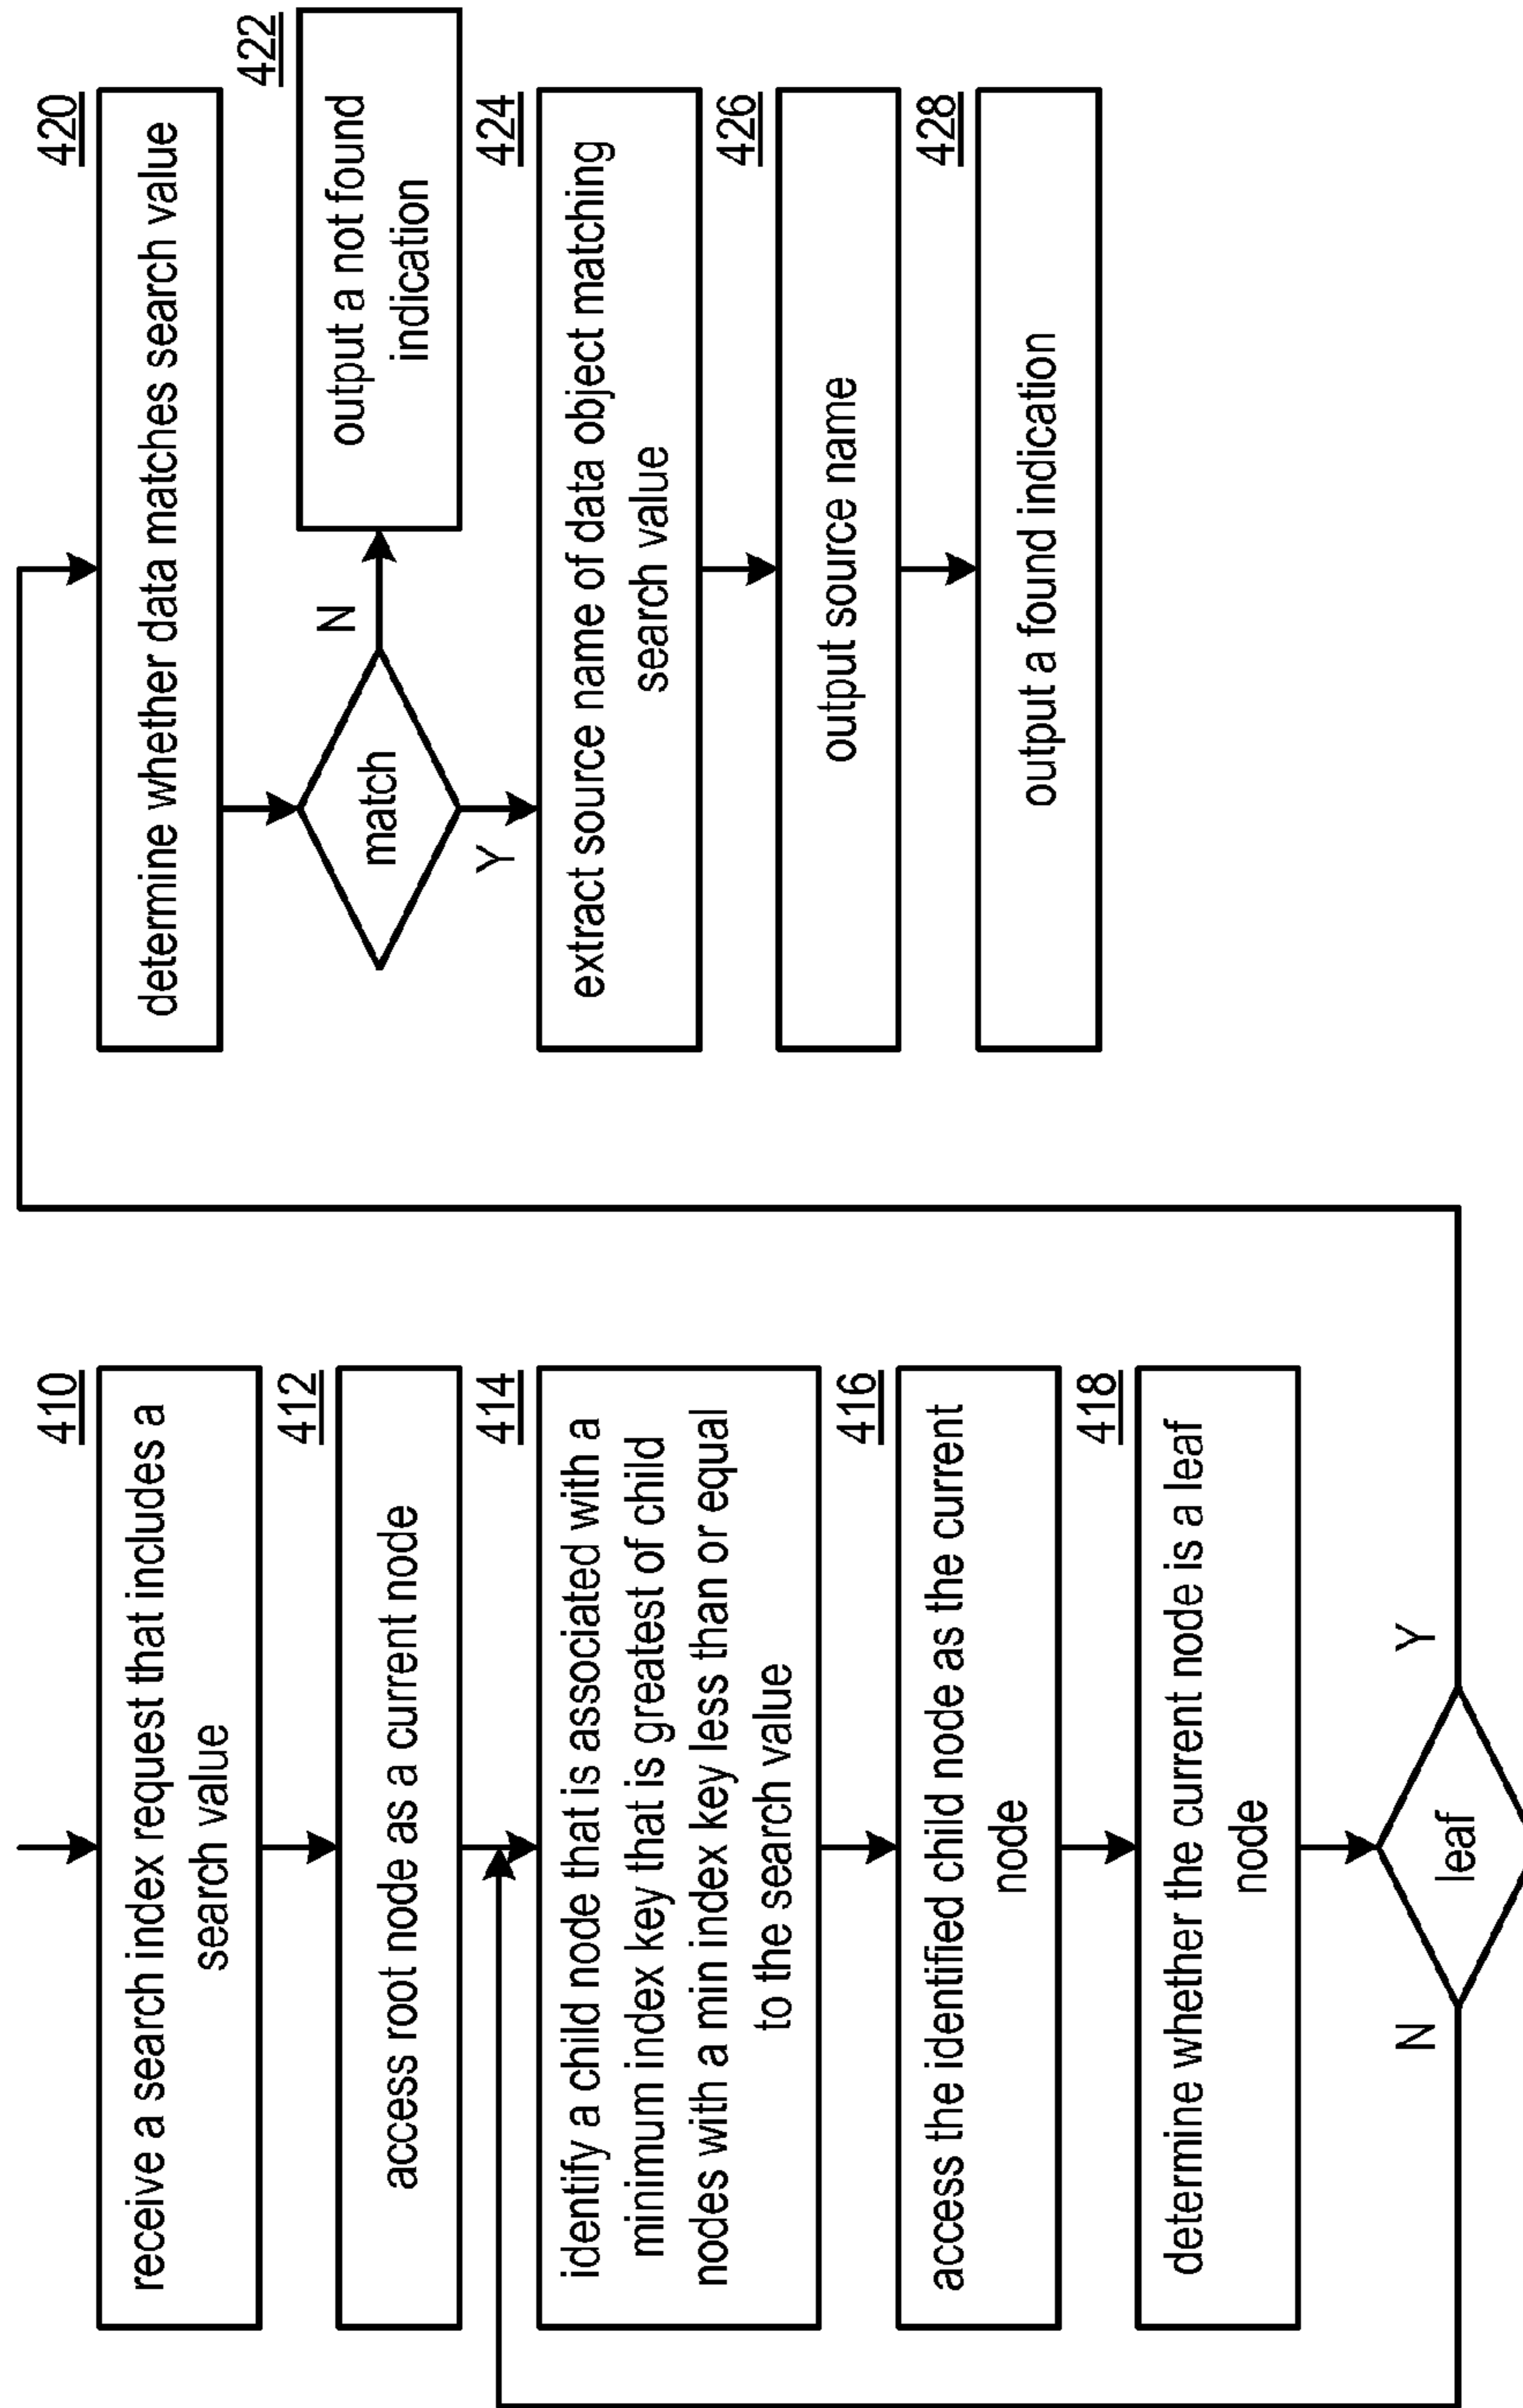 410
receive a search index request that includes a
search value
412
access root node as a current node
414
identify a child node that is associated with a
minimum index key that is greatest of child
nodes with a min index key less than or equal
to the search value
416
access the identified child node as the current
node
418
determine whether the current node is a leaf
node
leaf
N
Y
420
determine whether data matches search value
match
N
422
output a not found
indication
Y
424
extract source name of data object matching
search value
426
output source name
428
output a found indication